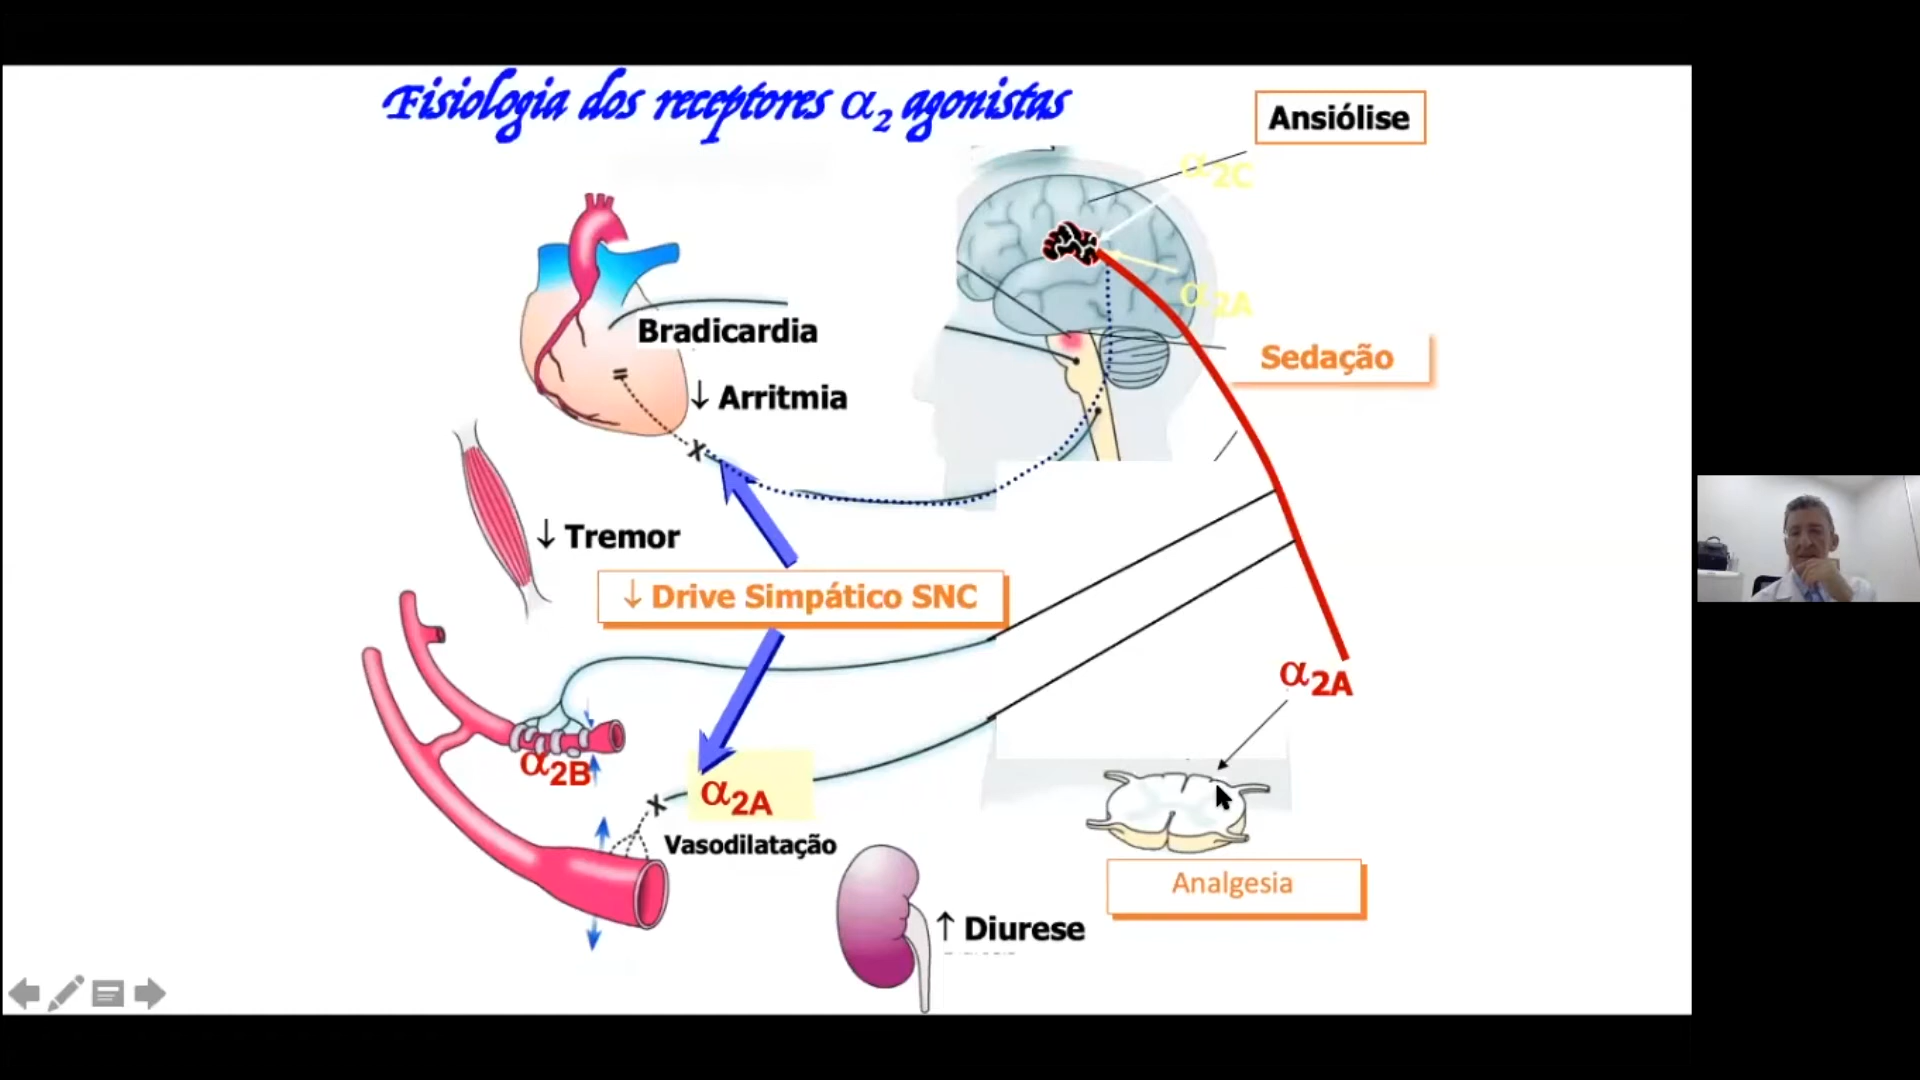 Fisiologia dos receptores α2 agonistas
Ansiólise
α2C
α2A
Bradicardia
Sedação
↓ Arritmia
X
↓ Tremor
↓ Drive Simpático SNC
α2A
α2B
α2A
X
Vasodilatação
Analgesia
↑ Diurese